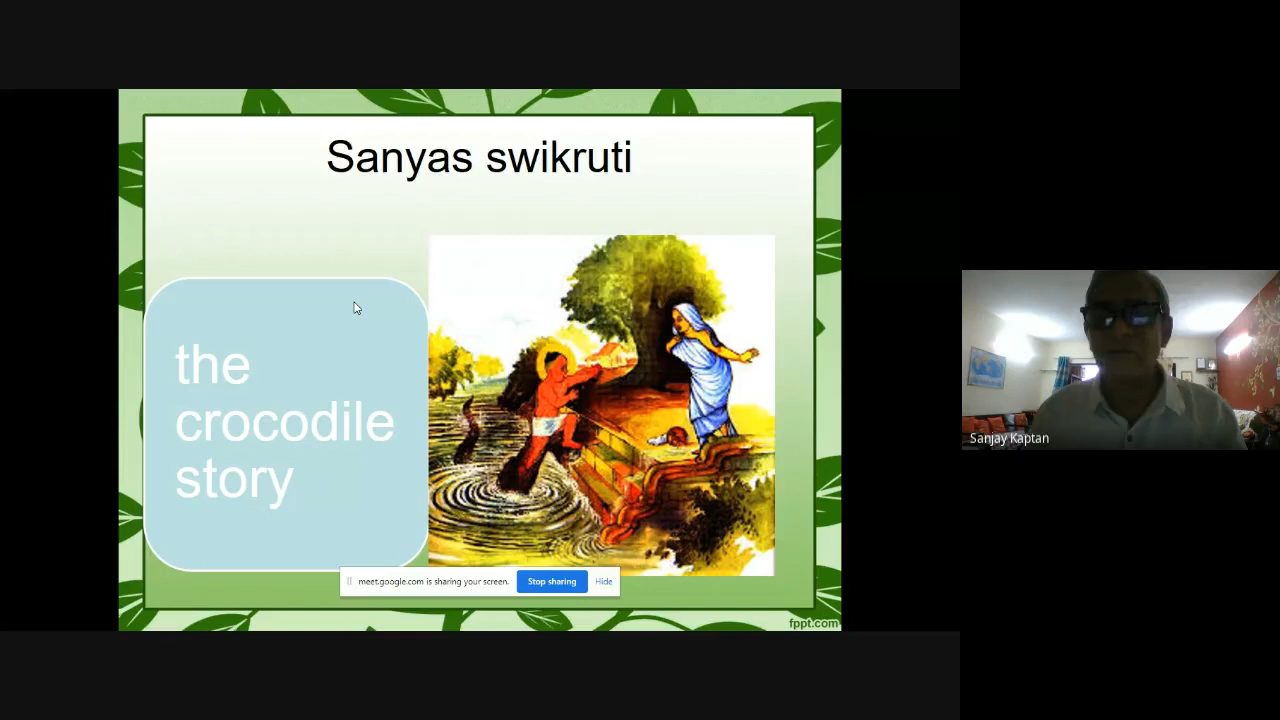 Sanyas swikruti
the
crocodile
story
meet.google.com is sharing your screen.
Stop sharing
Hide
fppt.com
Sanjay Kaptan